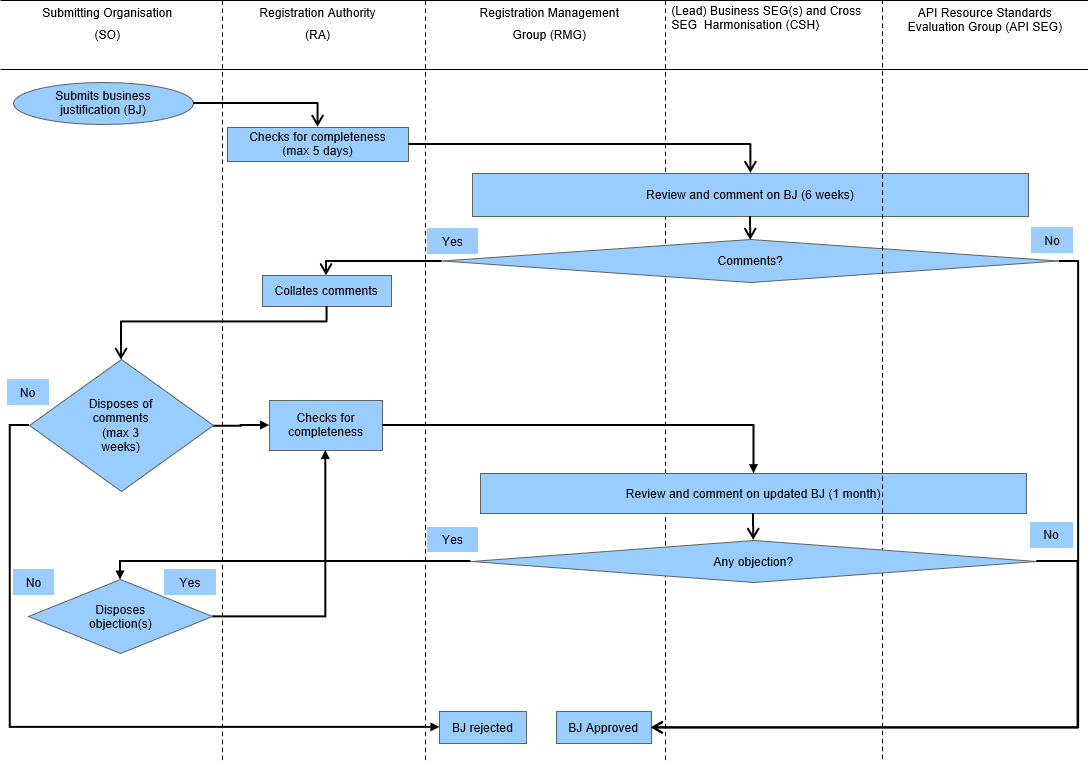 Submitting Organisation
(SO)
Registration Authority
(RA)
Registration Management
Group (RMG)
(Lead) Business SEG(s) and Cross
SEG Harmonisation (CSH)
API Resource Standards
Evaluation Group (API SEG)
Submits business
justification (BJ)
Checks for completeness
(max 5 days)
Review and comment on BJ (6 weeks)
Yes
No
Comments?
Collates comments
No
Disposes of
comments
(max 3
weeks)
Checks for
completeness
Review and comment on updated BJ (1 month)
Yes
No
Any objection?
No
Yes
Disposes
objection(s)
BJ rejected
BJ Approved